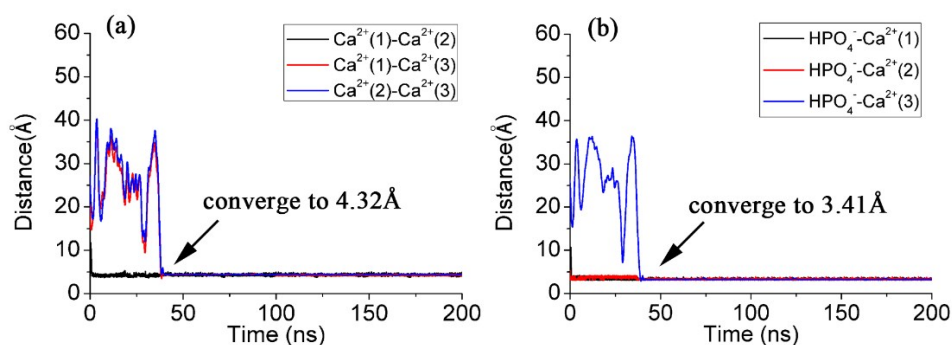 (a)
Ca²⁺(1)-Ca²⁺(2)
Ca²⁺(1)-Ca²⁺(3)
Ca²⁺(2)-Ca²⁺(3)
converge to 4.32Å
Distance(Å)
60
50
40
30
20
10
0
0 50 100 150 200
Time (ns)
(b)
HPO₄⁻-Ca²⁺(1)
HPO₄⁻-Ca²⁺(2)
HPO₄⁻-Ca²⁺(3)
converge to 3.41Å
Distance(Å)
60
50
40
30
20
10
0
0 50 100 150 200
Time (ns)